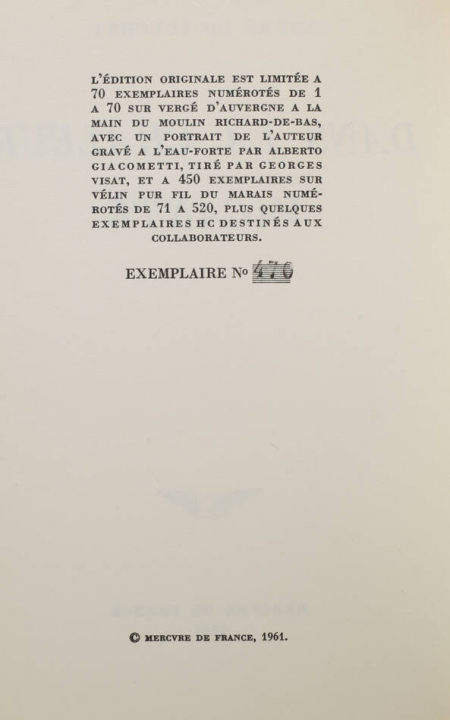 L'ÉDITION ORIGINALE EST LIMITÉE A
70 EXEMPLAIRES NUMÉROTÉS DE 1
A 70 SUR VERGÉ D'AUVERGNE A LA
MAIN DU MOULIN RICHARD-DE-BAS,
AVEC UN PORTRAIT DE L'AUTEUR
GRAVÉ A L'EAU-FORTE PAR ALBERTO
GIACOMETTI, TIRÉ PAR GEORGES
VISAT, ET A 450 EXEMPLAIRES SUR
VÉLIN PUR FIL DU MARAIS NUMÉ-
ROTÉS DE 71 A 520, PLUS QUELQUES
EXEMPLAIRES HC DESTINÉS AUX
COLLABORATEURS.
EXEMPLAIRE Nº 476
© MERCVRE DE FRANCE, 1961.